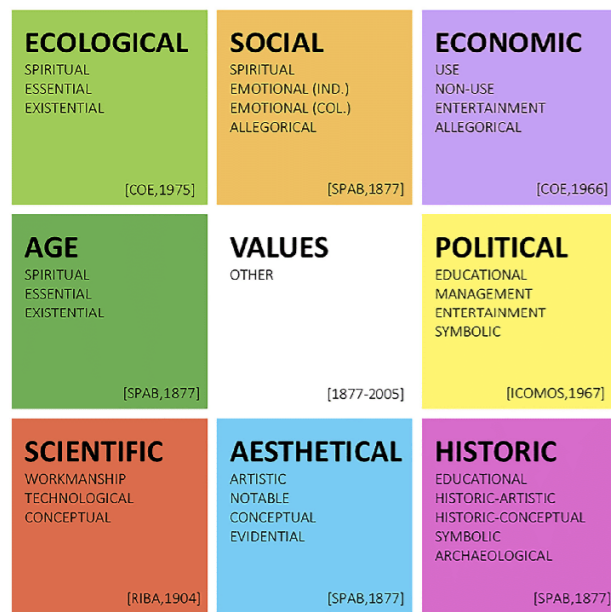 ECOLOGICAL
SPIRITUAL
ESSENTIAL
EXISTENTIAL
[COE,1975]
SOCIAL
SPIRITUAL
EMOTIONAL (IND.)
EMOTIONAL (COL.)
ALLEGORICAL
[SPAB,1877]
ECONOMIC
USE
NON-USE
ENTERTAINMENT
ALLEGORICAL
[COE,1966]
AGE
SPIRITUAL
ESSENTIAL
EXISTENTIAL
[SPAB,1877]
VALUES
OTHER
[1877-2005]
POLITICAL
EDUCATIONAL
MANAGEMENT
ENTERTAINMENT
SYMBOLIC
[ICOMOS,1967]
SCIENTIFIC
WORKMANSHIP
TECHNOLOGICAL
CONCEPTUAL
[RIBA,1904]
AESTHETICAL
ARTISTIC
NOTABLE
CONCEPTUAL
EVIDENTIAL
[SPAB,1877]
HISTORIC
EDUCATIONAL
HISTORIC-ARTISTIC
HISTORIC-CONCEPTUAL
SYMBOLIC
ARCHAEOLOGICAL
[SPAB,1877]